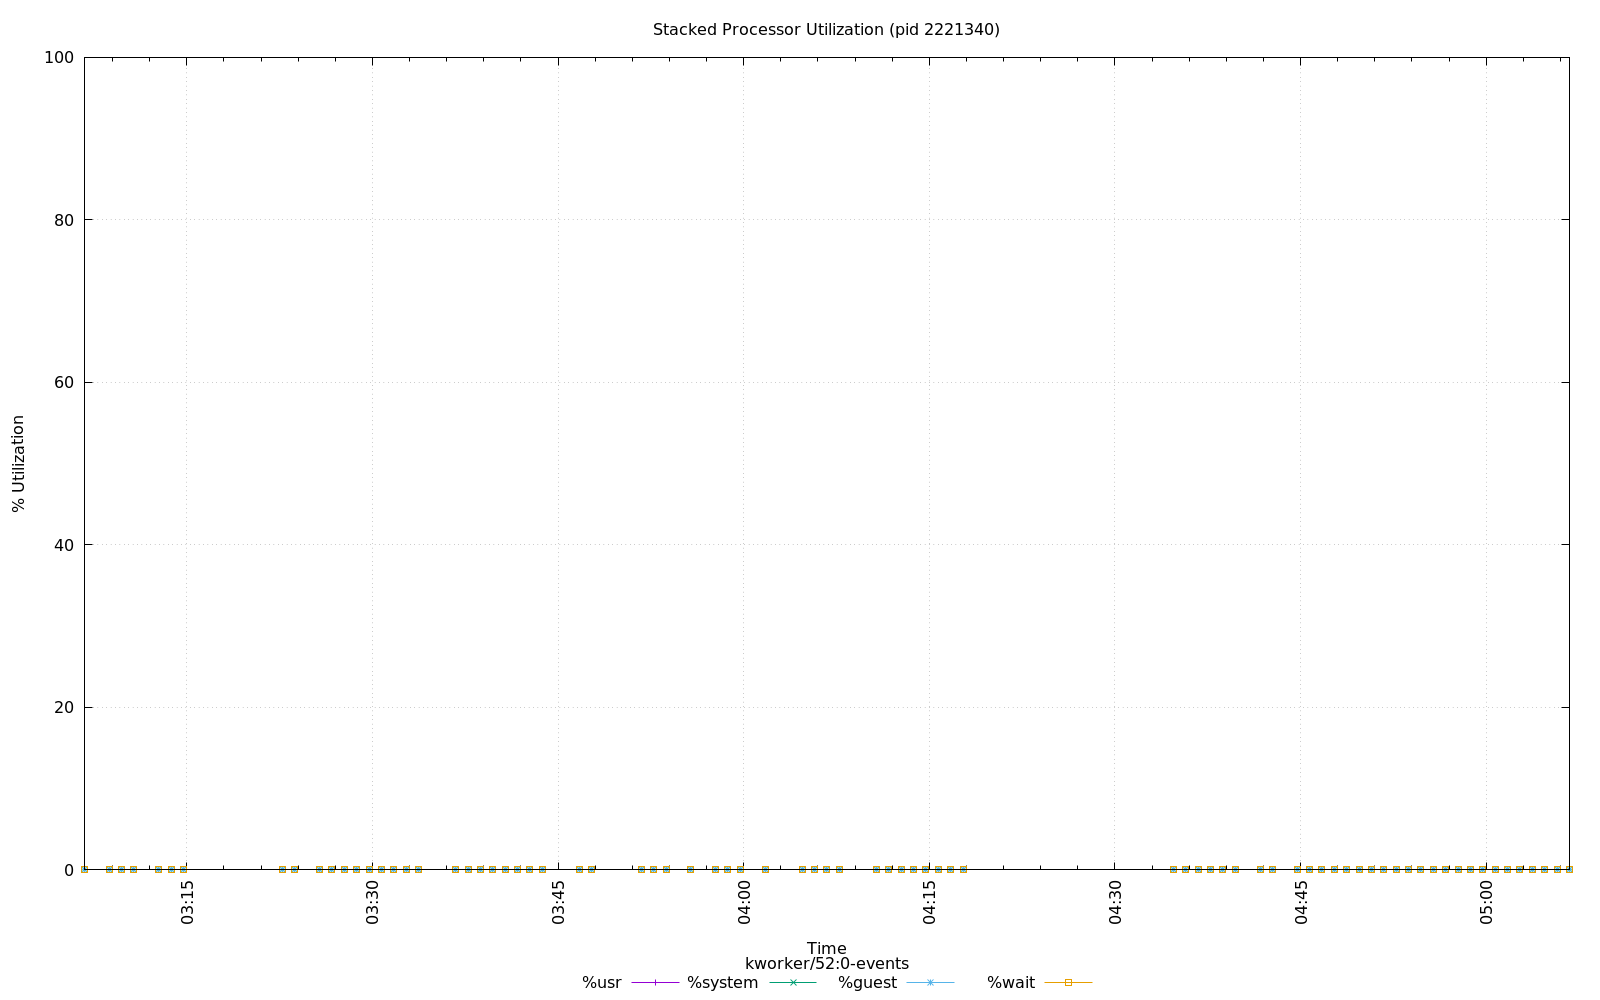 Stacked Processor Utilization (pid 2221340)
100
80
60
40
20
0
% Utilization
03:15
03:30
03:45
04:00
04:15
04:30
04:45
05:00
Time
kworker/52:0-events
%usr %system %guest %wait